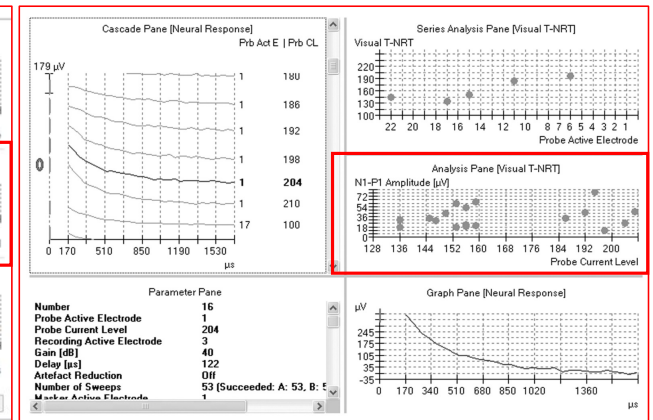 Cascade Pane [Neural Response]
Prb Act E | Prb CL
179 µV
1 180
1 186
1 192
1 198
1 204
1 210
17 100
0 170 510 850 1190 1530
µs
Series Analysis Pane [Visual T-NRT]
Visual T-NRT
220
190
160
130
100
22 20 18 16 14 12 10 8 7 6 5 4 3 2 1
Probe Active Electrode
Analysis Pane [Visual T-NRT]
N1-P1 Amplitude [µV]
72
54
36
18
0
128 136 144 152 160 168 176 184 192 200
Probe Current Level
Parameter Pane
Number 16
Probe Active Electrode 1
Probe Current Level 204
Recording Active Electrode 3
Gain [dB] 40
Delay [µs] 122
Artefact Reduction Off
Number of Sweeps 53 (Succeeded: A: 53, B: 5
Masker Active Electrode 1
Graph Pane [Neural Response]
µV
245
175
105
35
-35
0 170 340 510 680 850 1020 1360
µs